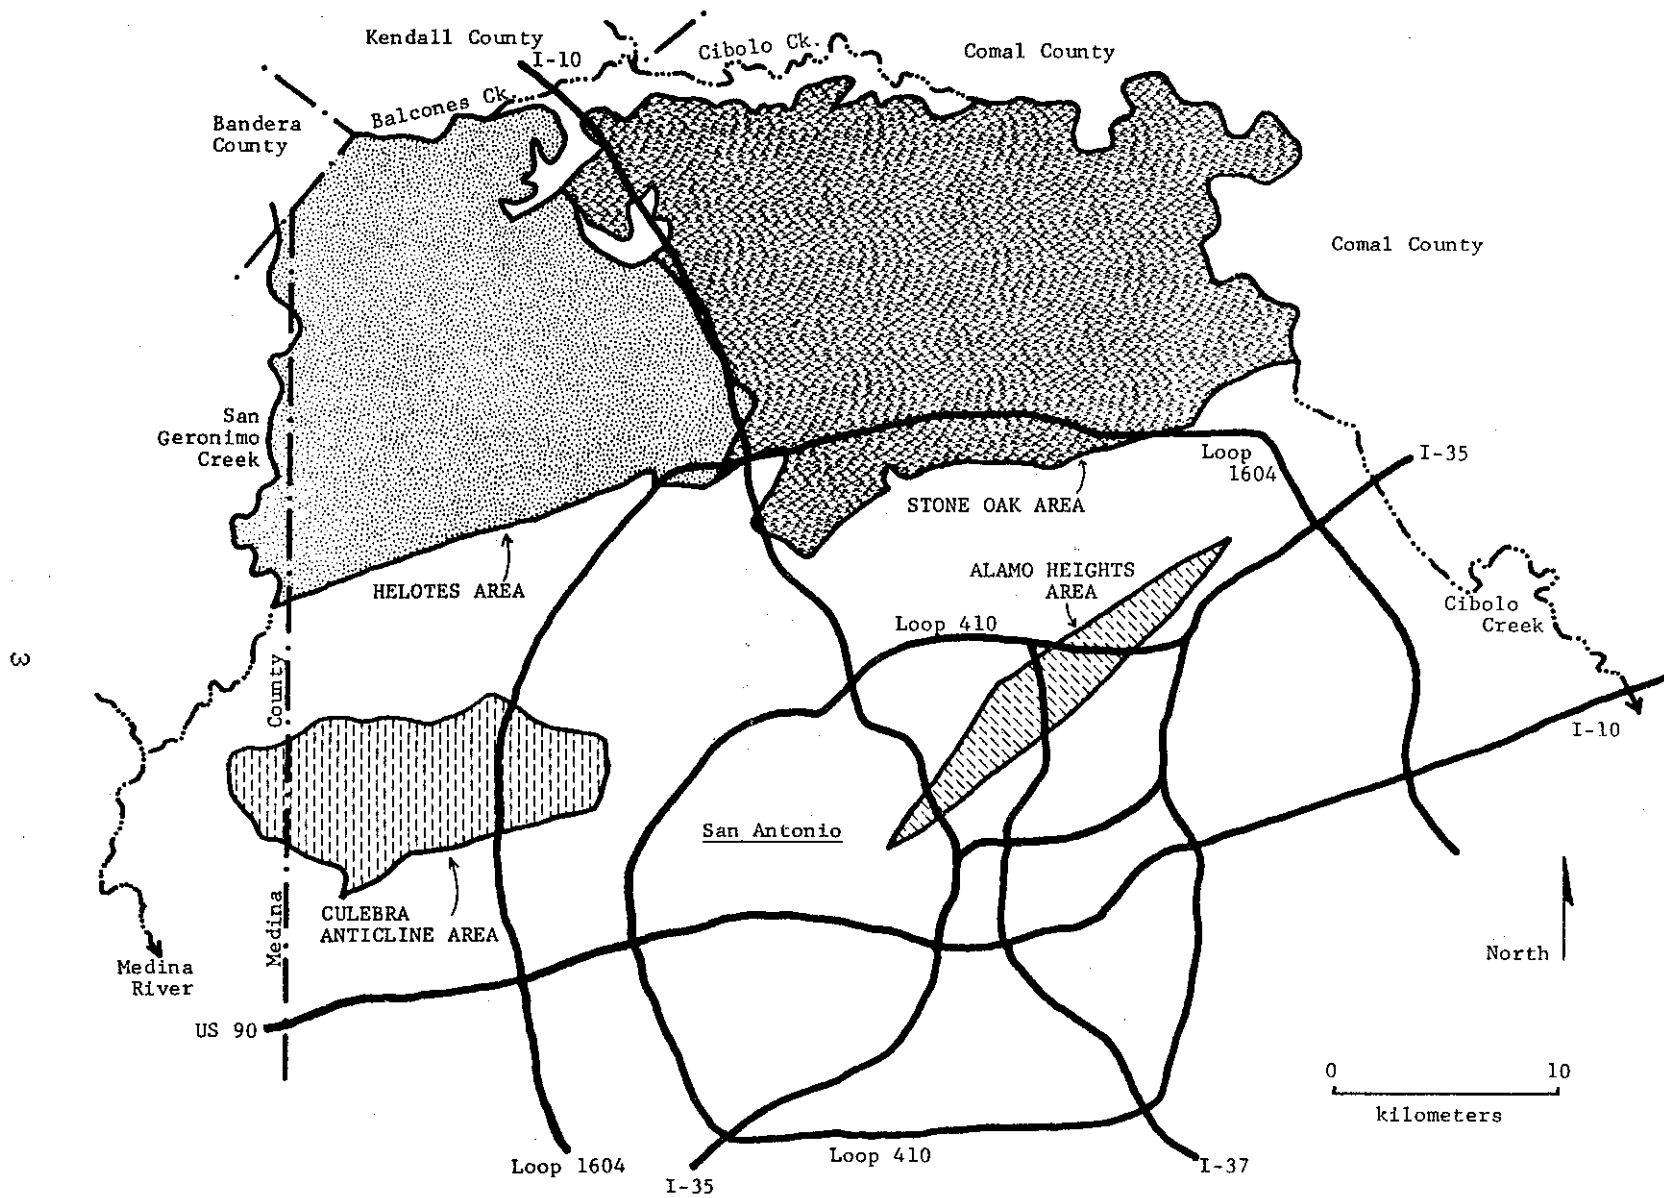 Kendall County
I-10
Cibolo Ck.
Comal County
Balcones Ck.
Bandera
County
Comal County
San
Geronimo
Creek
Loop
1604
I-35
STONE OAK AREA
HELOTES AREA
ALAMO HEIGHTS
AREA
Cibolo
Creek
Loop 410
3
County
I-10
San Antonio
CULEBRA
ANTICLINE AREA
Medina
North
Medina
River
US 90
0 10
kilometers
Loop 410
Loop 1604
I-37
I-35